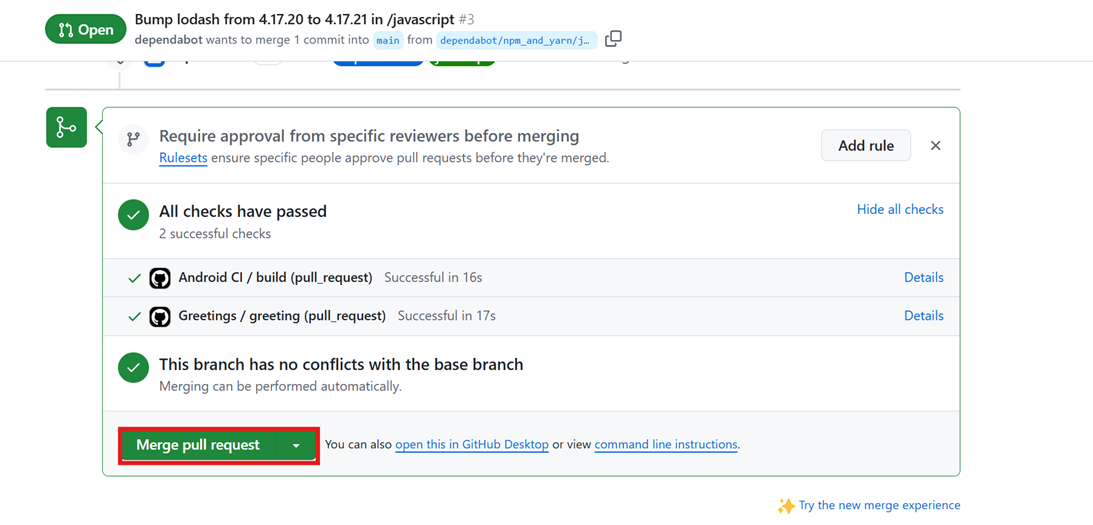 Open
Bump lodash from 4.17.20 to 4.17.21 in /javascript #3
dependabot wants to merge 1 commit into main from dependabot/npm_and_yarn/j…
Require approval from specific reviewers before merging
Rulesets ensure specific people approve pull requests before they're merged.
Add rule
All checks have passed
2 successful checks
Hide all checks
Android CI / build (pull_request) Successful in 16s
Details
Greetings / greeting (pull_request) Successful in 17s
Details
This branch has no conflicts with the base branch
Merging can be performed automatically.
Merge pull request
You can also open this in GitHub Desktop or view command line instructions.
Try the new merge experience